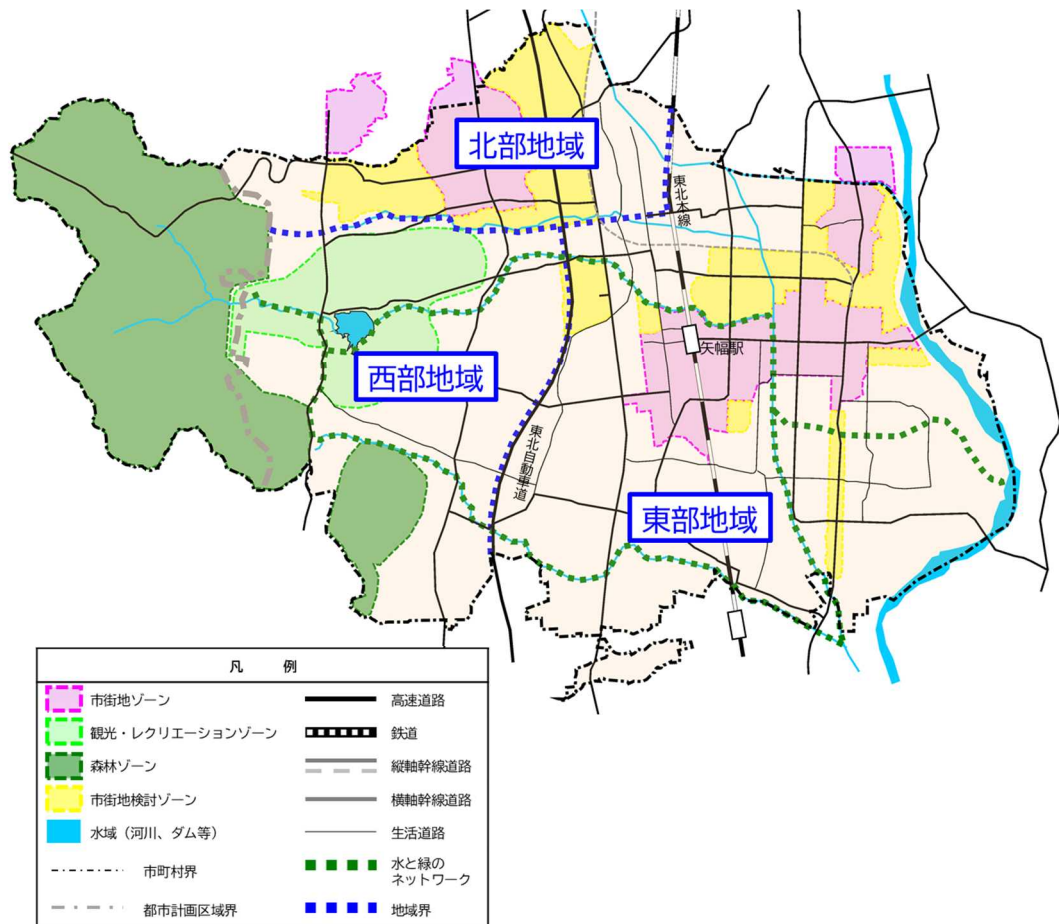 北部地域
東北本線
矢幅駅
西部地域
東北自動車道
東部地域
凡 例
市街地ゾーン
観光・レクリエーションゾーン
森林ゾーン
市街地検討ゾーン
水域（河川、ダム等）
市町村界
都市計画区域界
高速道路
鉄道
縦軸幹線道路
横軸幹線道路
生活道路
水と緑の
ネットワーク
地域界